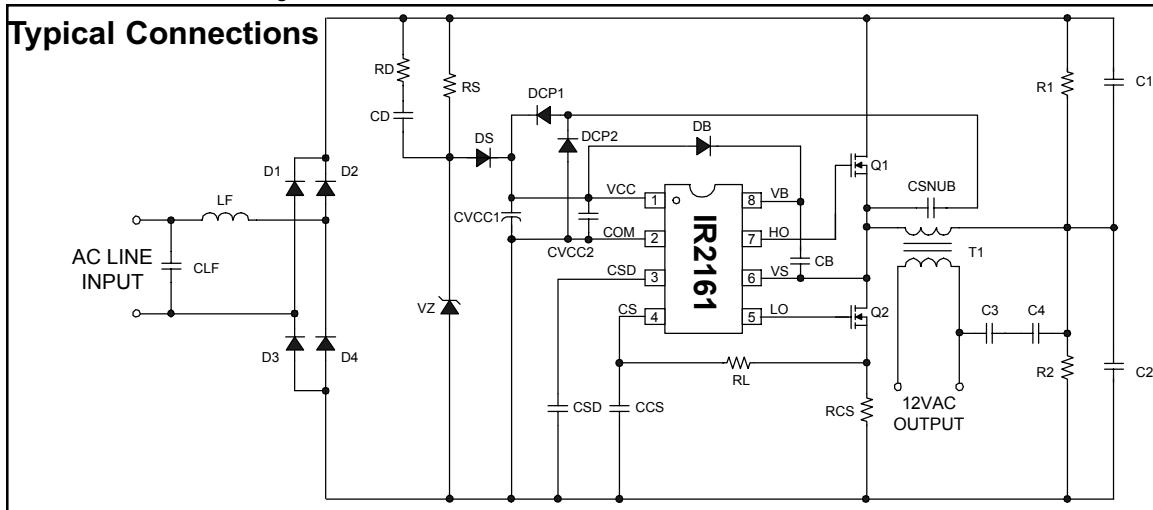 Typical Connections
RD
RS
CD
DS
DCP1
DCP2
DB
R1
C1
D1
D2
LF
AC LINE
INPUT
CLF
D3
D4
VZ
CVCC1
CVCC2
VCC
COM
CSD
CS
1
2
3
4
IR2161
8
7
6
5
VB
HO
VS
LO
CB
Q1
CSNUB
T1
Q2
C3
C4
R2
C2
RL
CSD
CCS
RCS
12VAC
OUTPUT